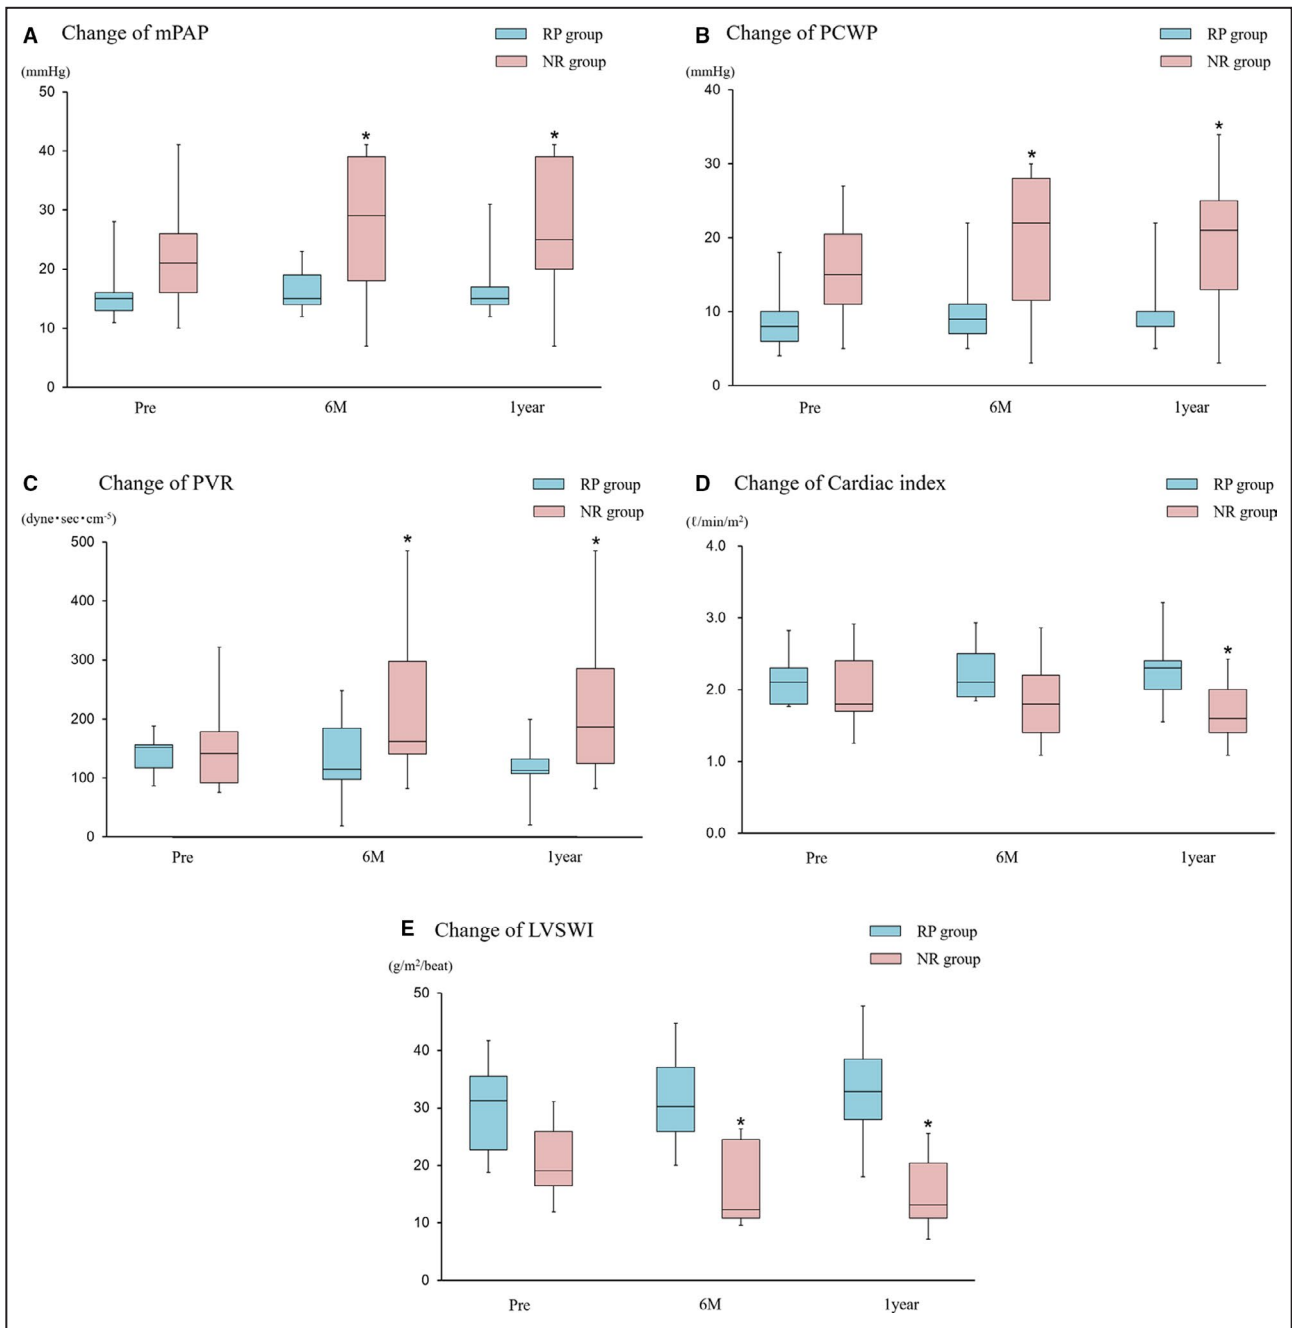 A Change of mPAP
RP group
NR group
(mmHg)
50
40
30
20
10
0
*
*
Pre 6M 1year
B Change of PCWP
RP group
NR group
(mmHg)
40
30
20
10
0
*
*
Pre 6M 1year
C Change of PVR
RP group
NR group
(dyne・sec・cm-5)
500
400
300
200
100
0
*
*
Pre 6M 1year
D Change of Cardiac index
RP group
NR group
(ℓ/min/m2)
4.0
3.0
2.0
1.0
0.0
*
Pre 6M 1year
E Change of LVSWI
RP group
NR group
(g/m2/beat)
50
40
30
20
10
0
*
*
Pre 6M 1year